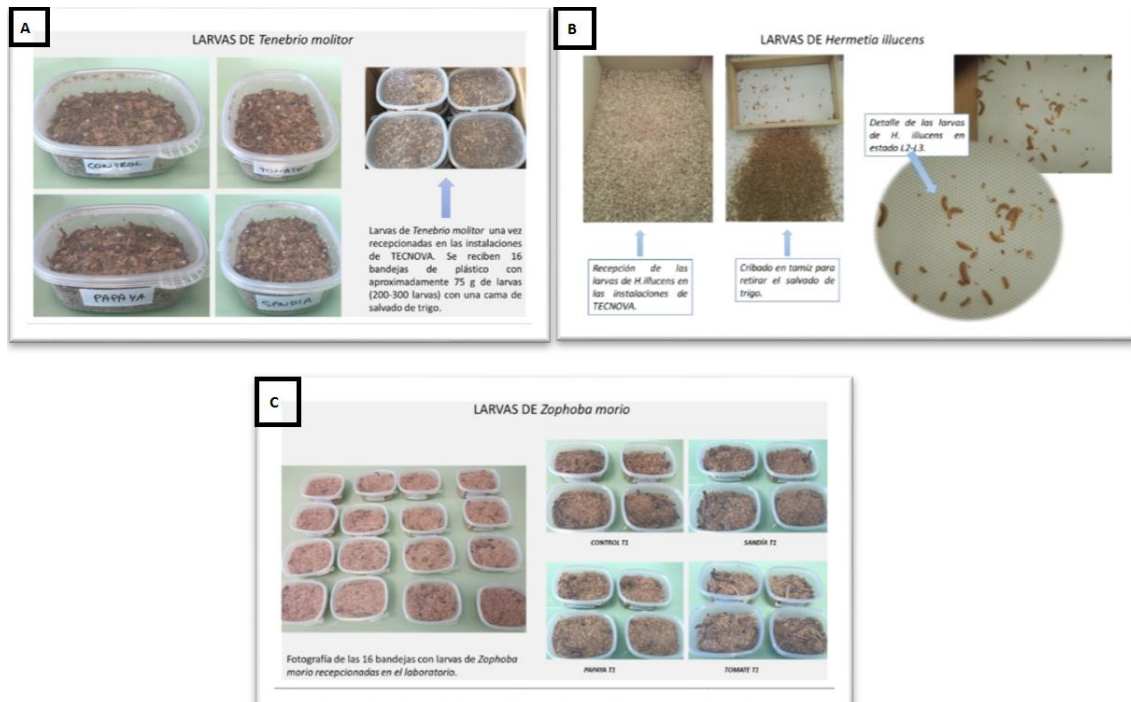 A
LARVAS DE Tenebrio molitor
CONTROL
TOMATE
PAPAYA
SANDIA
Larvas de Tenebrio molitor una vez
recepcionadas en las instalaciones
de TECNOVA. Se reciben 16
bandejas de plástico con
aproximadamente 75 g de larvas
(200-300 larvas) con una cama de
salvado de trigo.
B
LARVAS DE Hermetia illucens
Detalle de las larvas
de H. illucens en
estado L2-L3.
Recepción de las
larvas de H.illucens en
las instalaciones de
TECNOVA.
Cribado en tamiz para
retirar el salvado de
trigo.
C
LARVAS DE Zophoba morio
CONTROL T1
SANDÍA T1
PAPAYA T1
TOMATE T1
Fotografía de las 16 bandejas con larvas de Zophoba
morio recepcionadas en el laboratorio.